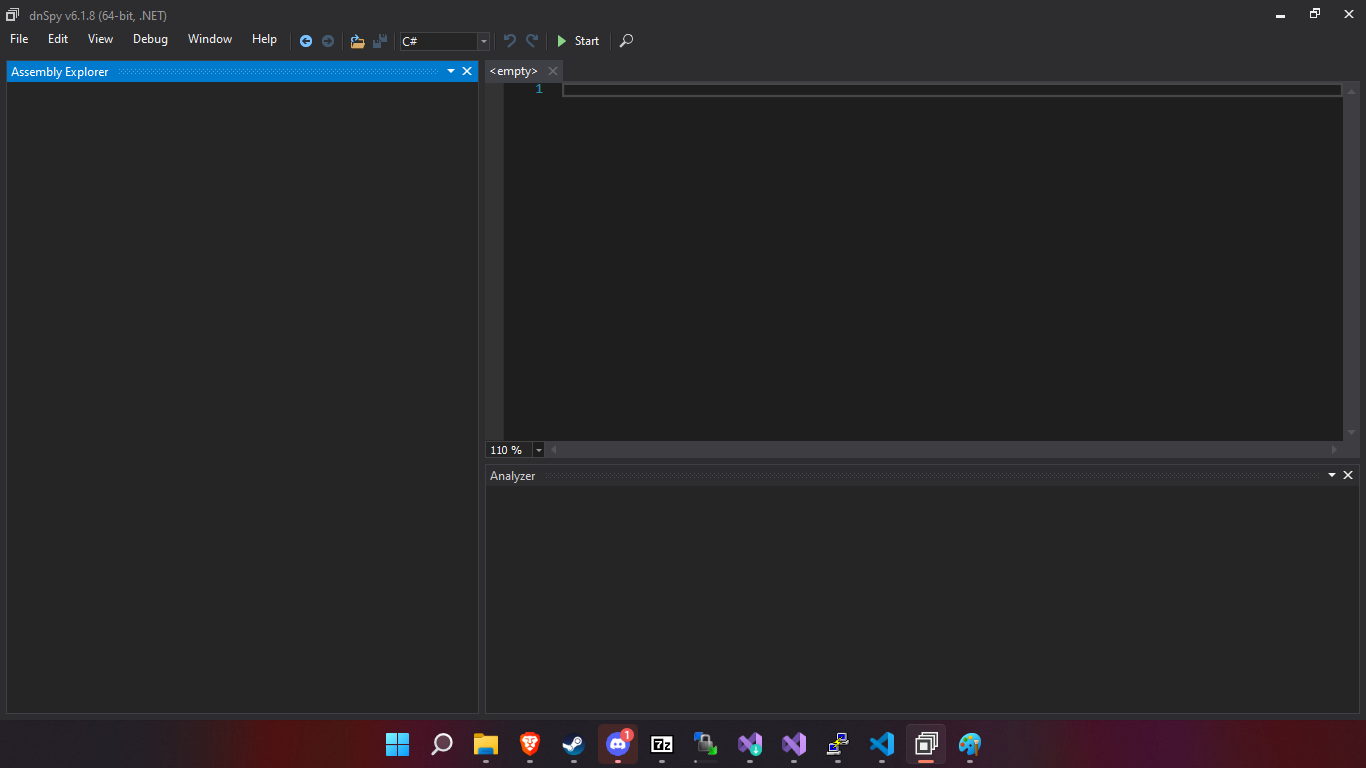 dnSpy v6.1.8 (64-bit, .NET)
File Edit View Debug Window Help C# Start
Assembly Explorer
<empty>
1
110 %
Analyzer
1
7z